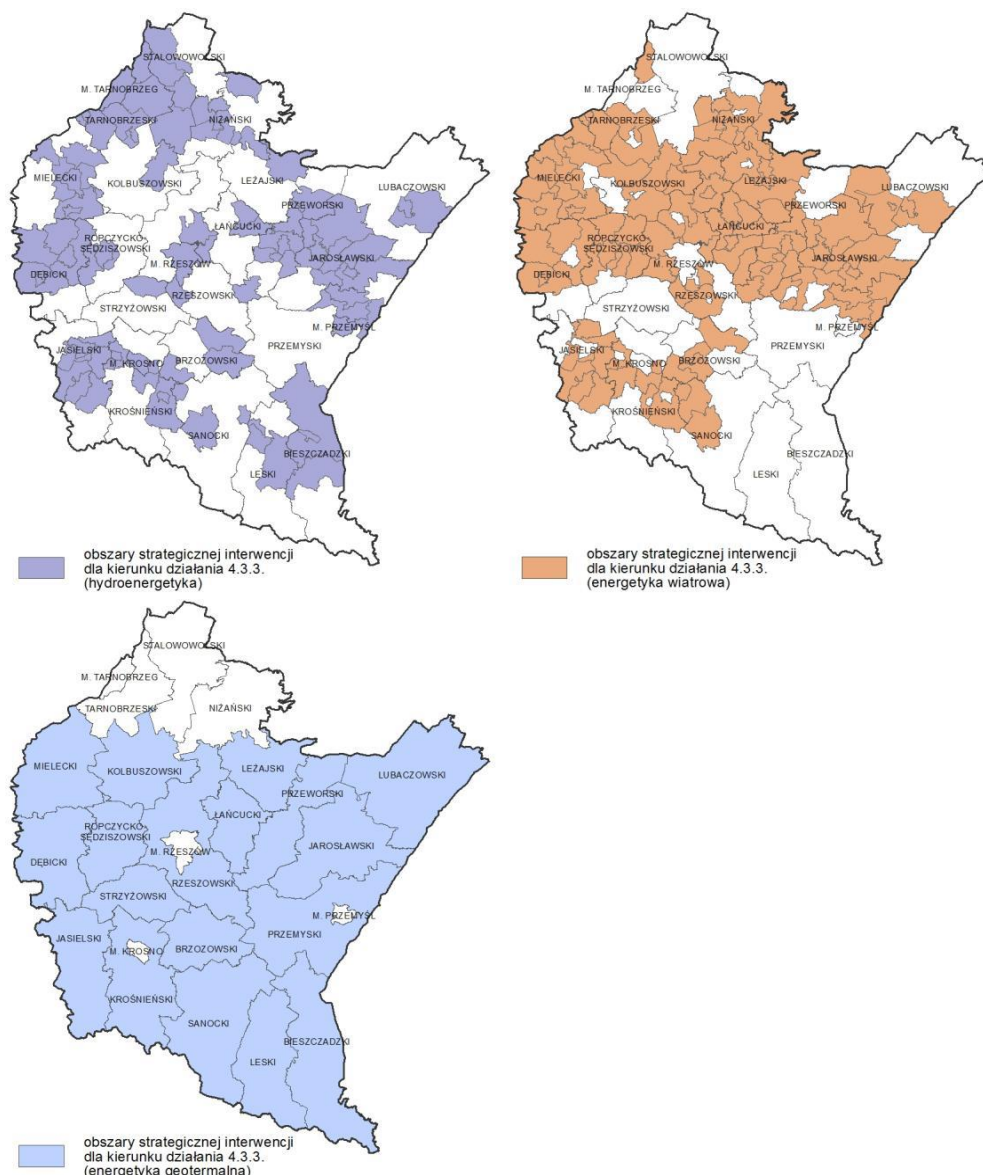 STALOWOWOLSKI
M. TARNOBRZEG
TARNOBRZESKI
NIŻAŃSKI
MIELECKI
KOLBUSZOWSKI
LEŻAJSKI
LUBACZOWSKI
PRZEWORSKI
ROPCZYCKO-
SĘDZISZOWSKI
ŁAŃCUCKI
JAROSŁAWSKI
DĘBICKI
M. RZESZÓW
RZESZOWSKI
STRZYŻOWSKI
M. PRZEMYŚL
PRZEMYSKI
JASIELSKI
M. KROSNO
BRZOZOWSKI
KROŚNIEŃSKI
SANOCKI
BIESZCZADZKI
LESKI
obszary strategicznej interwencji
dla kierunku działania 4.3.3.
(hydroenergetyka)
STALOWOWOLSKI
M. TARNOBRZEG
TARNOBRZESKI
NIŻAŃSKI
MIELECKI
KOLBUSZOWSKI
LEŻAJSKI
LUBACZOWSKI
PRZEWORSKI
ROPCZYCKO-
SĘDZISZOWSKI
ŁAŃCUCKI
JAROSŁAWSKI
DĘBICKI
M. RZESZÓW
RZESZOWSKI
STRZYŻOWSKI
M. PRZEMYŚL
PRZEMYSKI
JASIELSKI
M. KROSNO
BRZOZOWSKI
KROŚNIEŃSKI
SANOCKI
BIESZCZADZKI
LESKI
obszary strategicznej interwencji
dla kierunku działania 4.3.3.
(energetyka wiatrowa)
STALOWOWOLSKI
M. TARNOBRZEG
TARNOBRZESKI
NIŻAŃSKI
MIELECKI
KOLBUSZOWSKI
LEŻAJSKI
LUBACZOWSKI
PRZEWORSKI
ROPCZYCKO-
SĘDZISZOWSKI
ŁAŃCUCKI
JAROSŁAWSKI
DĘBICKI
M. RZESZÓW
RZESZOWSKI
STRZYŻOWSKI
M. PRZEMYŚL
PRZEMYSKI
JASIELSKI
M. KROSNO
BRZOZOWSKI
KROŚNIEŃSKI
SANOCKI
BIESZCZADZKI
LESKI
obszary strategicznej interwencji
dla kierunku działania 4.3.3.
(energetyka geotermalna)